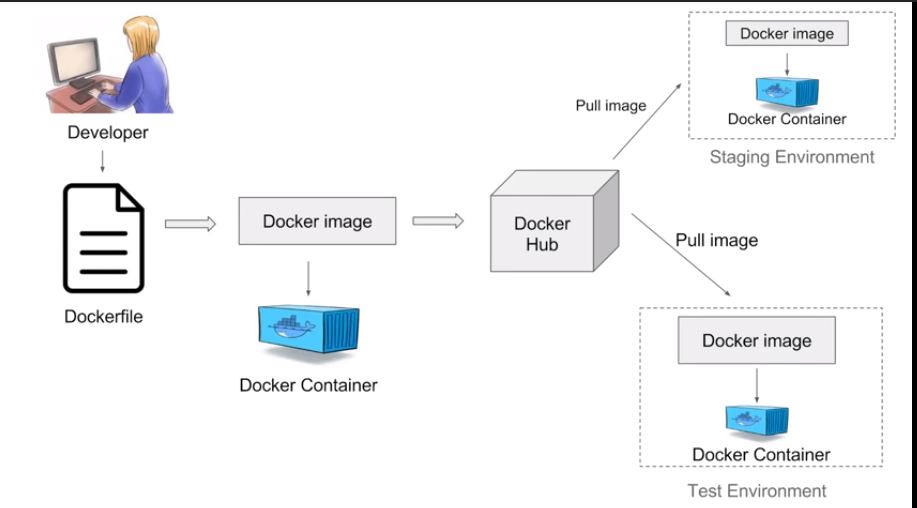 Developer
Dockerfile
Docker image
Docker Container
Docker
Hub
Pull image
Docker image
Docker Container
Staging Environment
Pull image
Docker image
Docker Container
Test Environment